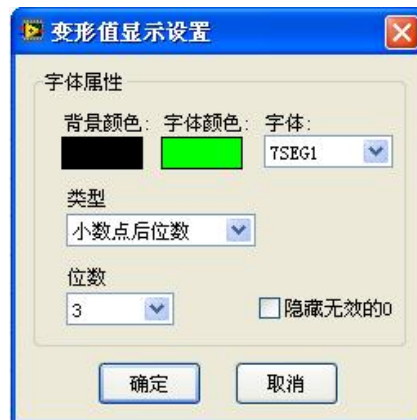 变形值显示设置
字体属性
背景颜色: 字体颜色: 字体:
7SEG1
类型
小数点后位数
位数
3 隐藏无效的0
确定 取消